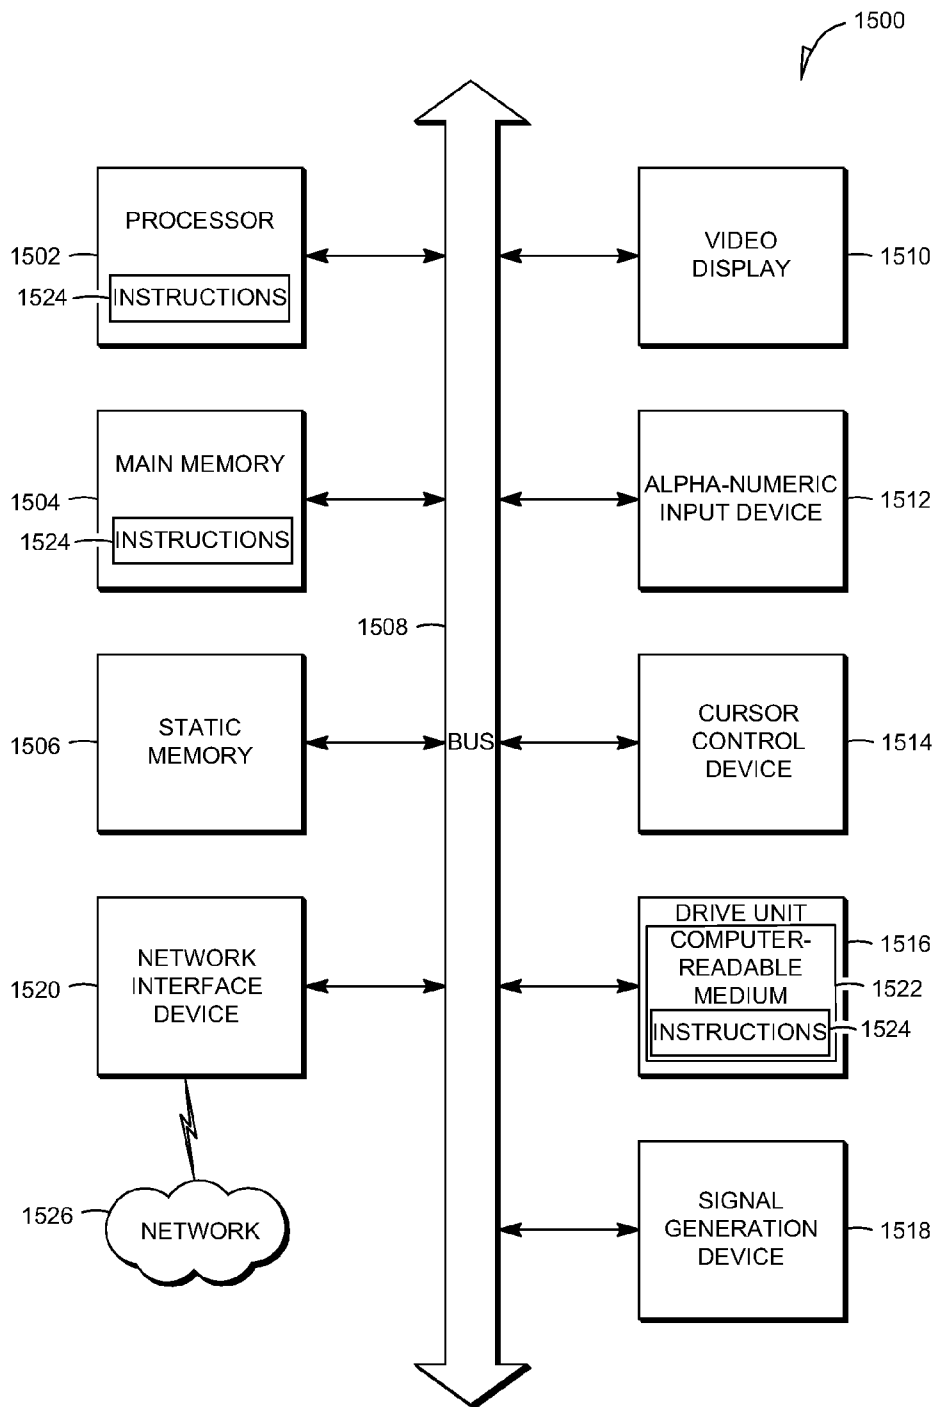 1500
PROCESSOR
1502
1524
INSTRUCTIONS
VIDEO
DISPLAY
1510
MAIN MEMORY
1504
1524
INSTRUCTIONS
ALPHA-NUMERIC
INPUT DEVICE
1512
1508
STATIC
MEMORY
1506
BUS
CURSOR
CONTROL
DEVICE
1514
NETWORK
INTERFACE
DEVICE
1520
DRIVE UNIT
COMPUTER-
READABLE
MEDIUM
INSTRUCTIONS
1516
1522
1524
1526
NETWORK
SIGNAL
GENERATION
DEVICE
1518